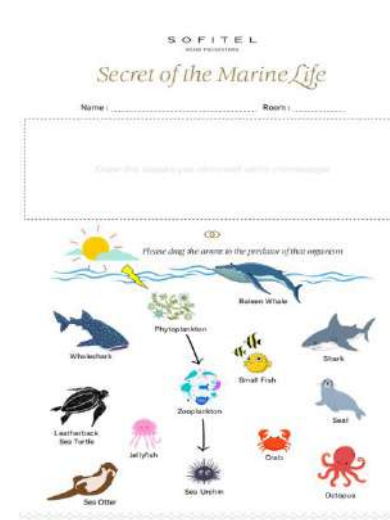 SOFITEL
Secret of the Marine Life
Name : Room :
Please drag the arrow to the predator of that organism
Baleen Whale
Phytoplankton
Whaleshark
Small Fish
Shark
Zooplankton
Leatherback
Sea Turtle
Jellyfish
Crab
Seal
Sea Otter
Sea Urchin
Octopus